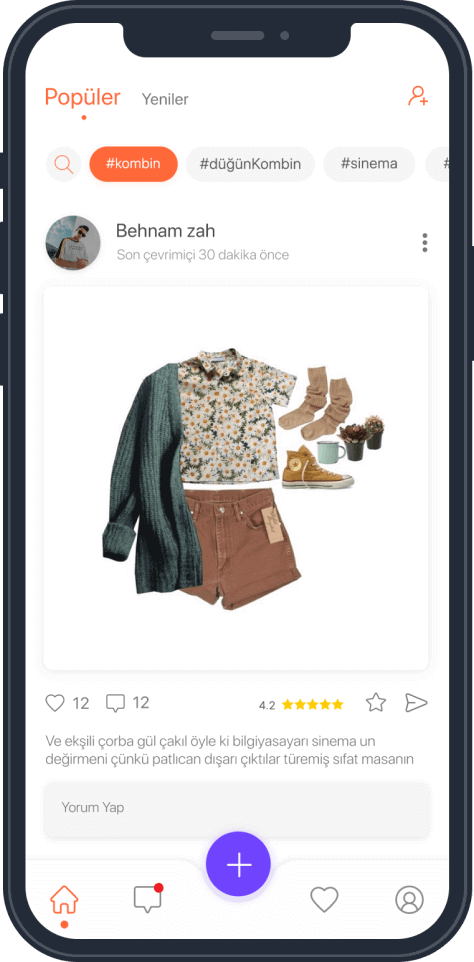 Popüler
Yeniler
#kombin
#düğünKombin
#sinema
#
Behnam zah
Son çevrimiçi 30 dakika önce
12
12
4.2
Ve ekşili çorba gül çakıl öyle ki bilgiyasayarı sinema un
değirmeni çünkü patlıcan dışarı çıktılar türemiş sıfat masanın
Yorum Yap